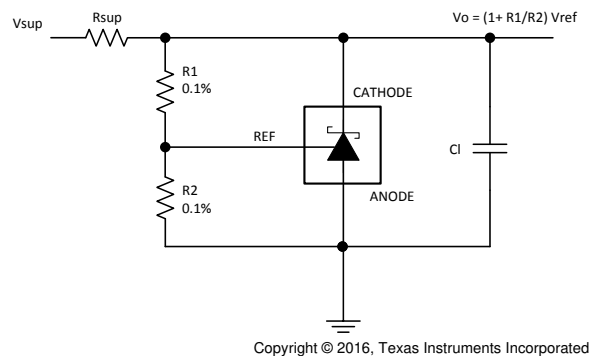 Vsup
Rsup
Vo = (1+ R1/R2) Vref
R1
0.1%
CATHODE
REF
Cl
R2
0.1%
ANODE
Copyright © 2016, Texas Instruments Incorporated